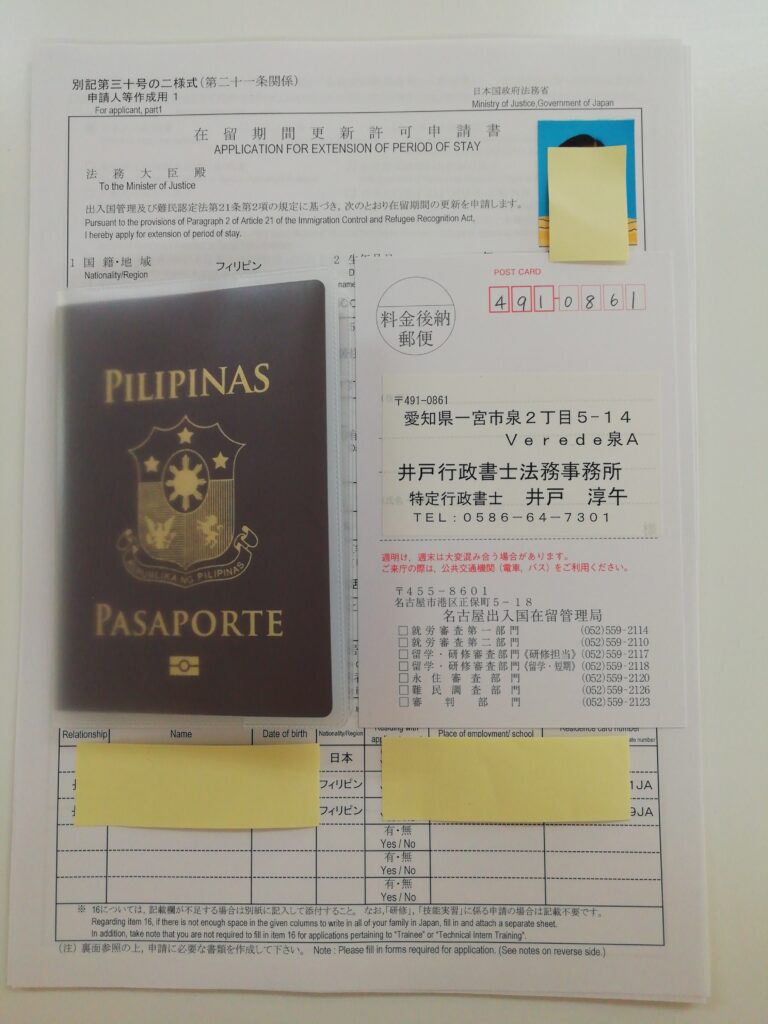 別記第三十号の二様式(第二十一条関係)
申請人等作成用 1
For applicant, part1
日本国政府法務省
Ministry of Justice,Government of Japan
在留期間更新許可申請書
APPLICATION FOR EXTENSION OF PERIOD OF STAY
法務大臣殿
To the Minister of Justice
出入国管理及び難民認定法第21条第2項の規定に基づき,次のとおり在留期間の更新を申請します。
Pursuant to the provisions of Paragraph 2 of Article 21 of the Immigration Control and Refugee Recognition Act,
I hereby apply for extension of period of stay.
1 国籍・地域 フィリピン 2
Nationality/Region
PILIPINAS
REPUBLIKA NG PILIPINAS
PASAPORTE
POST CARD
491-0861
料金後納
郵便
〒491-0861
愛知県一宮市泉2丁目5-14
Verede泉A
井戸行政書士法務事務所
特定行政書士 井戸 淳午
TEL:0586-64-7301
様
週明け,週末は大変混み合う場合があります。
ご来庁の際は,公共交通機関(電車,バス)をご利用ください。
〒455-8601
名古屋市港区正保町5-18
名古屋出入国在留管理局
□就労審査第一部門 (052)559-2114
□就労審査第二部門 (052)559-2110
□留学・研修審査部門《研修担当》(052)559-2117
□留学・研修審査部門《留学・短期》(052)559-2118
□永住審査部門 (052)559-2120
□難民調査部門 (052)559-2126
□審判部門 (052)559-2123
Relationship Name Date of birth Nationality/Region Place of employment/ school
日本
フィリピン 1JA
フィリピン 9JA
有・無
Yes / No
有・無
Yes / No
有・無
Yes / No
※ 16については,記載欄が不足する場合は別紙に記入して添付すること。なお,「研修」,「技能実習」に係る申請の場合は記載不要です。
Regarding item 16, if there is not enough space in the given columns to write in all of your family in Japan, fill in and attach a separate sheet.
In addition, take note that you are not required to fill in item 16 for applications pertaining to "Trainee" or "Technical Intern Training".
(注) 裏面参照の上,申請に必要な書類を作成して下さい。 Note : Please fill in forms required for application. (See notes on reverse side.)